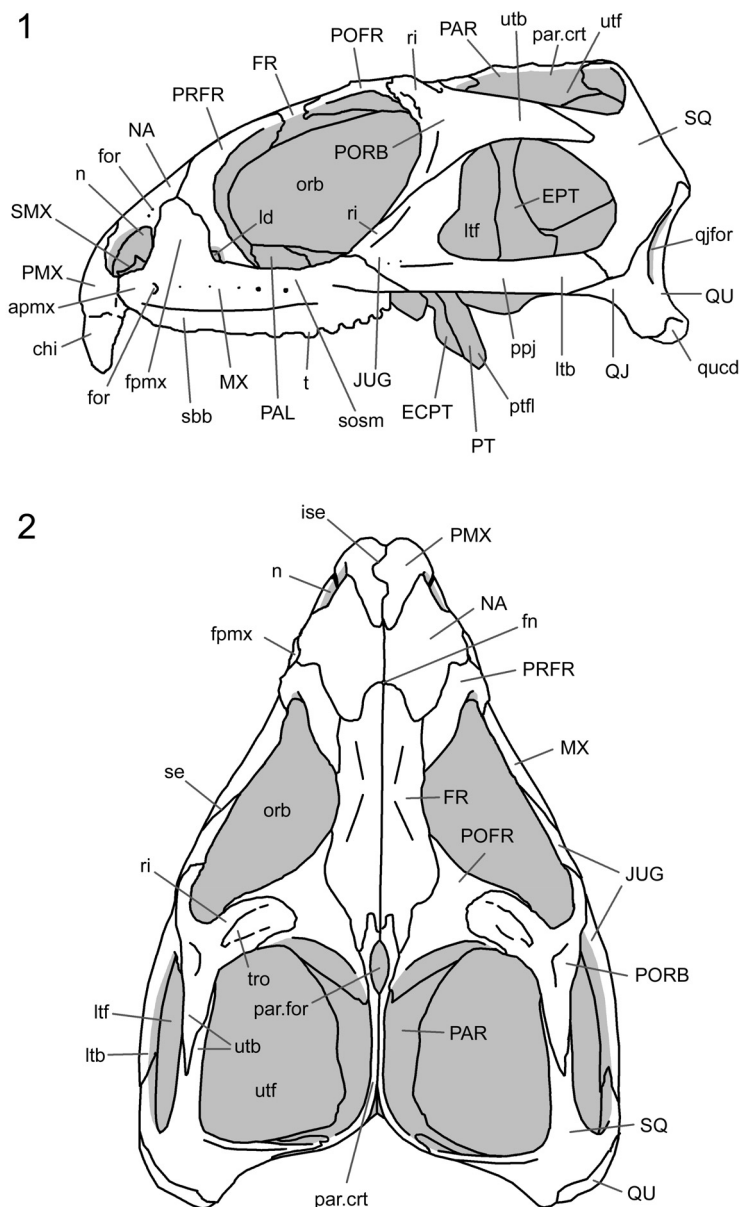 1
POFR
ri
PAR
utb
par.crt
utf
FR
PRFR
NA
for
n
SMX
PMX
apmx
chi
for
fpmx
sbb
MX
PAL
t
sosm
JUG
ECPT
PT
ptfl
ppj
ltb
QJ
qucd
QU
qjfor
SQ
PORB
orb
ld
ri
ltf
EPT
2
ise
PMX
n
NA
fn
fpmx
PRFR
MX
se
orb
FR
POFR
JUG
ri
tro
par.for
PORB
ltf
utb
ltb
PAR
utf
SQ
QU
par.crt